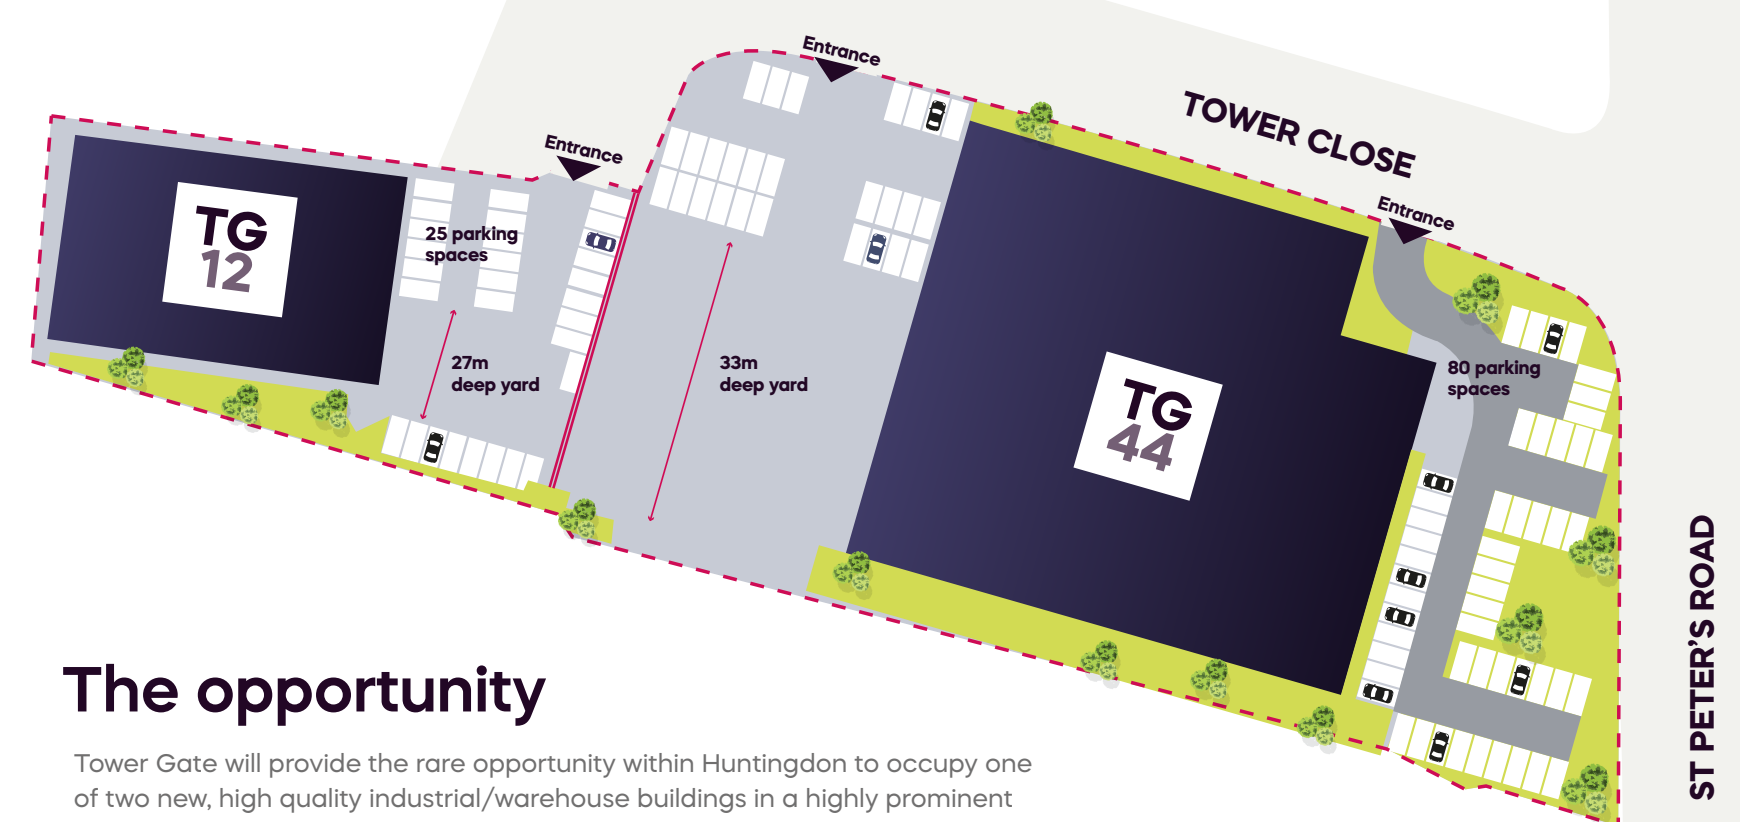 Entrance
TOWER CLOSE
Entrance
Entrance
TG
12
25 parking
spaces
27m
deep yard
33m
deep yard
TG
44
80 parking
spaces
ST PETER'S ROAD
The opportunity
Tower Gate will provide the rare opportunity within Huntingdon to occupy one
of two new, high quality industrial/warehouse buildings in a highly prominent